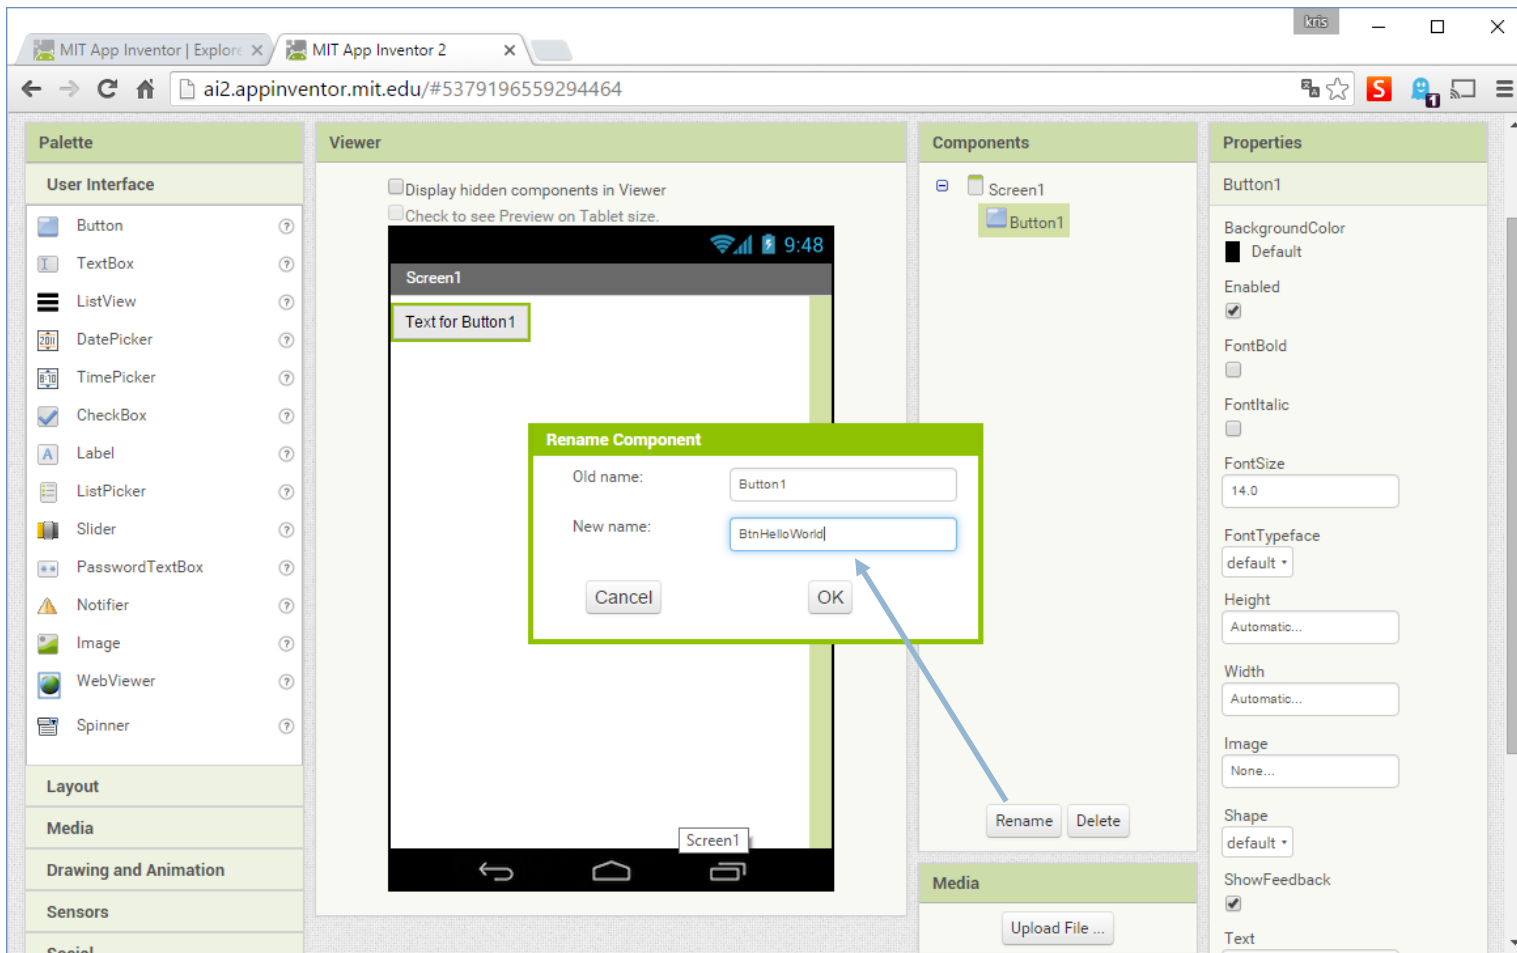 kris
MIT App Inventor | Explore
MIT App Inventor 2
ai2.appinventor.mit.edu/#5379196559294464
S
1
Palette
User Interface
Button
TextBox
ListView
DatePicker
TimePicker
CheckBox
Label
ListPicker
Slider
PasswordTextBox
Notifier
Image
WebViewer
Spinner
Layout
Media
Drawing and Animation
Sensors
Social
Viewer
Display hidden components in Viewer
Check to see Preview on Tablet size.
9:48
Screen1
Text for Button1
Rename Component
Old name:
Button1
New name:
BtnHelloWorld
Cancel
OK
Screen1
Components
Screen1
Button1
Rename
Delete
Media
Upload File ...
Properties
Button1
BackgroundColor
Default
Enabled
FontBold
FontItalic
FontSize
14.0
FontTypeface
default
Height
Automatic...
Width
Automatic...
Image
None...
Shape
default
ShowFeedback
Text